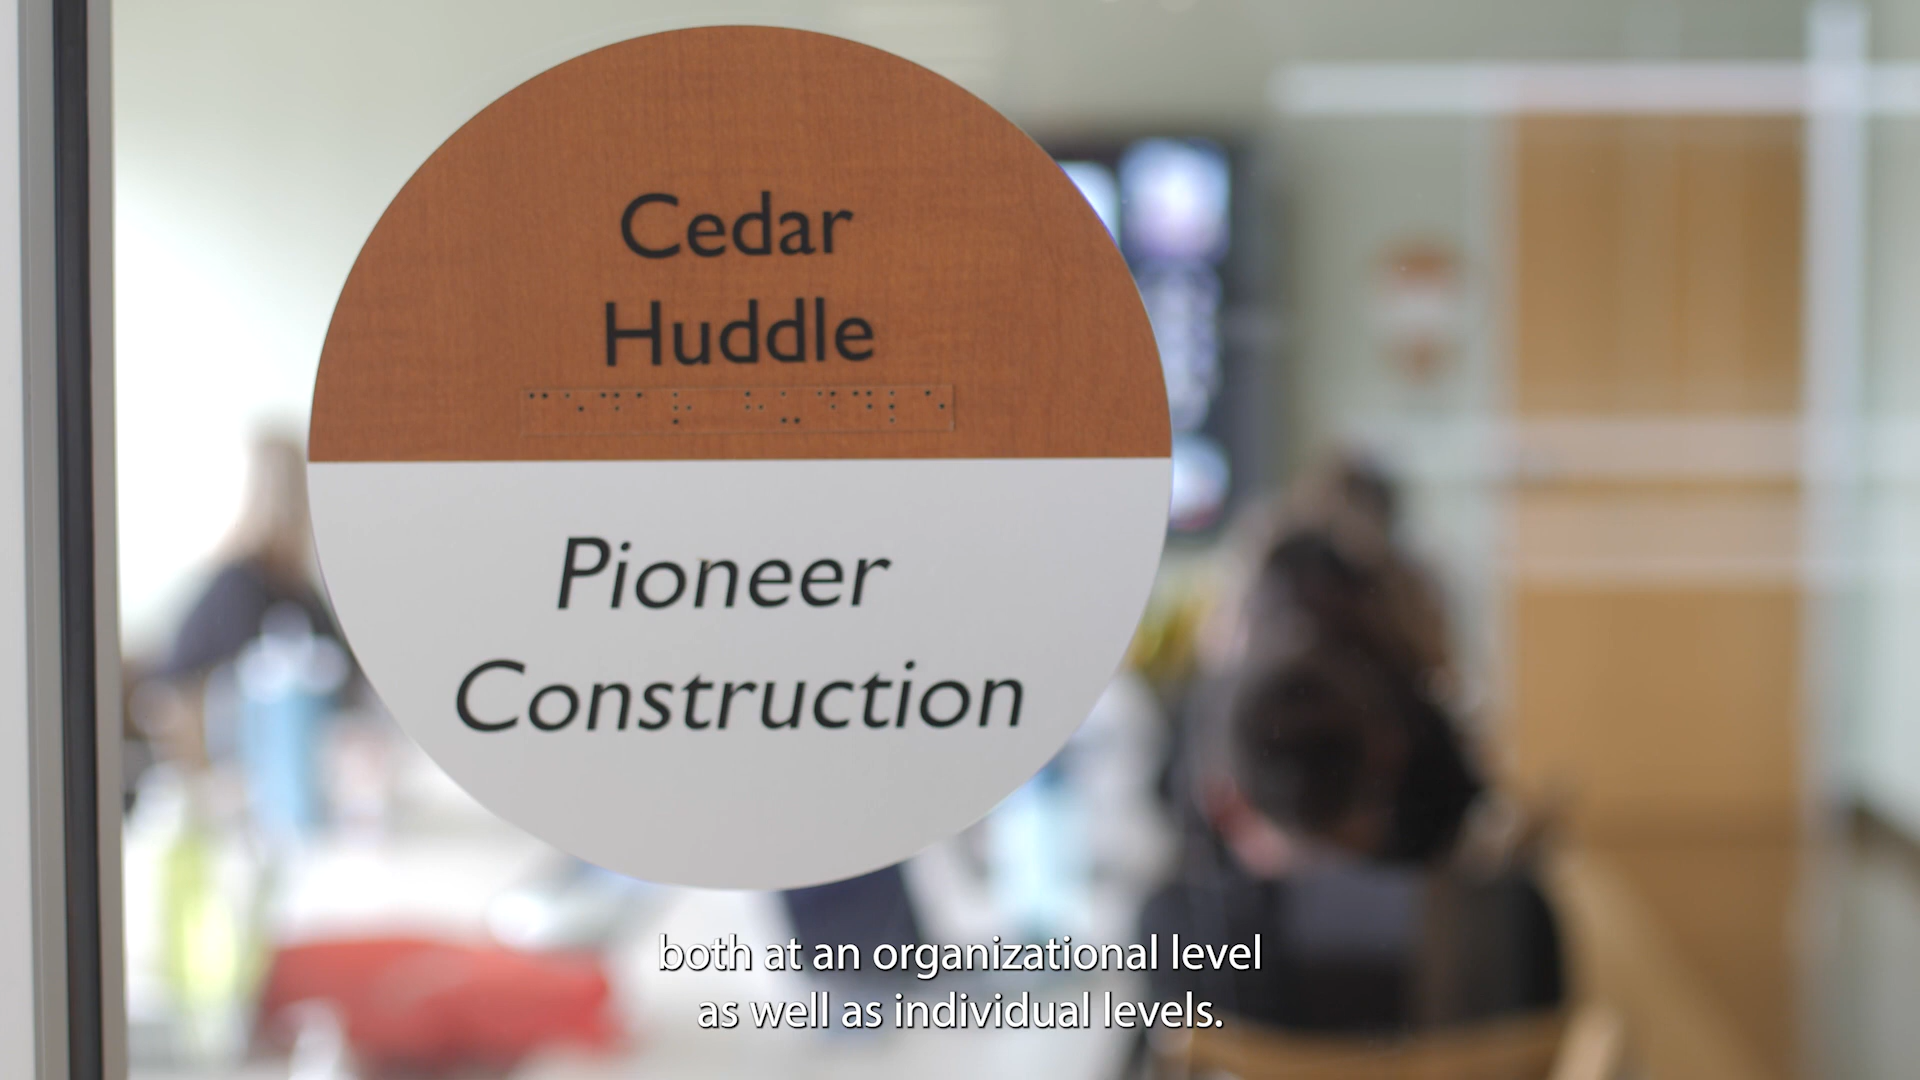 Cedar
Huddle
Pioneer
Construction
both at an organizational level
as well as individual levels.